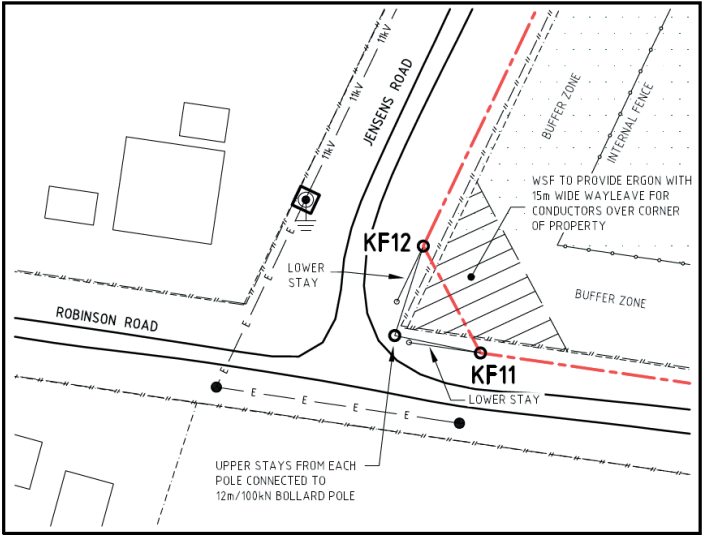 11kV
11kV
11kV
11kV
JENSENS ROAD
BUFFER ZONE
INTERNAL FENCE
WSF TO PROVIDE ERGON WITH
15m WIDE WAYLEAVE FOR
CONDUCTORS OVER CORNER
OF PROPERTY
KF12
LOWER
STAY
E
E
E
BUFFER ZONE
ROBINSON ROAD
KF11
LOWER STAY
E
E
E
UPPER STAYS FROM EACH
POLE CONNECTED TO
12m/100kN BOLLARD POLE